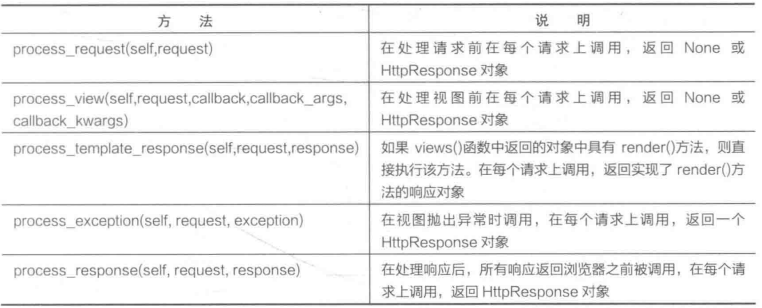 方 法 说 明
process_request(self,request) 在处理请求前在每个请求上调用，返回 None 或
HttpResponse 对象
process_view(self,request,callback,callback_args, 在处理视图前在每个请求上调用，返回 None 或
callback_kwargs) HttpResponse 对象
process_template_response(self,request,response) 如果 views()函数中返回的对象中具有 render()方法，则直
接执行该方法。在每个请求上调用，返回实现了 render()方
法的响应对象
process_exception(self, request, exception) 在视图抛出异常时调用，在每个请求上调用，返回一个
HttpResponse 对象
process_response(self, request, response) 在处理响应后，所有响应返回浏览器之前被调用，在每个请
求上调用，返回 HttpResponse 对象